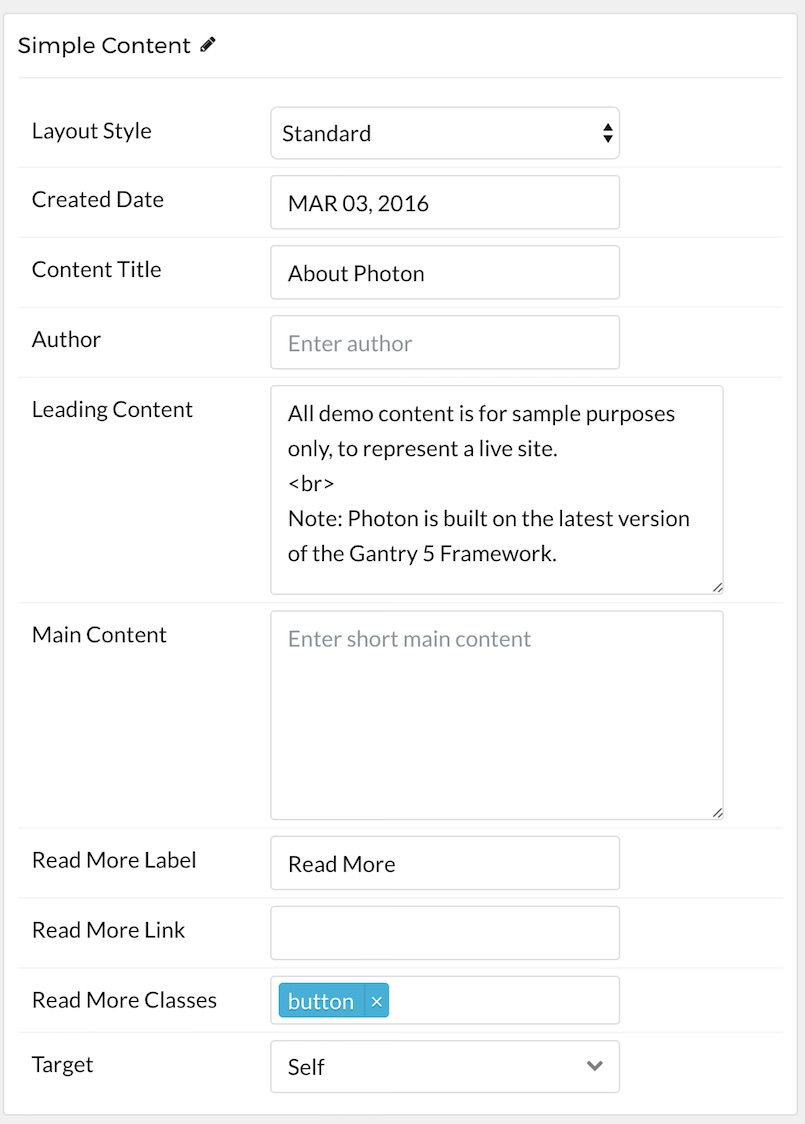 Simple Content
Layout Style
Standard
Created Date
MAR 03, 2016
Content Title
About Photon
Author
Enter author
Leading Content
All demo content is for sample purposes
only, to represent a live site.
<br>
Note: Photon is built on the latest version
of the Gantry 5 Framework.
Main Content
Enter short main content
Read More Label
Read More
Read More Link
Read More Classes
button ×
Target
Self